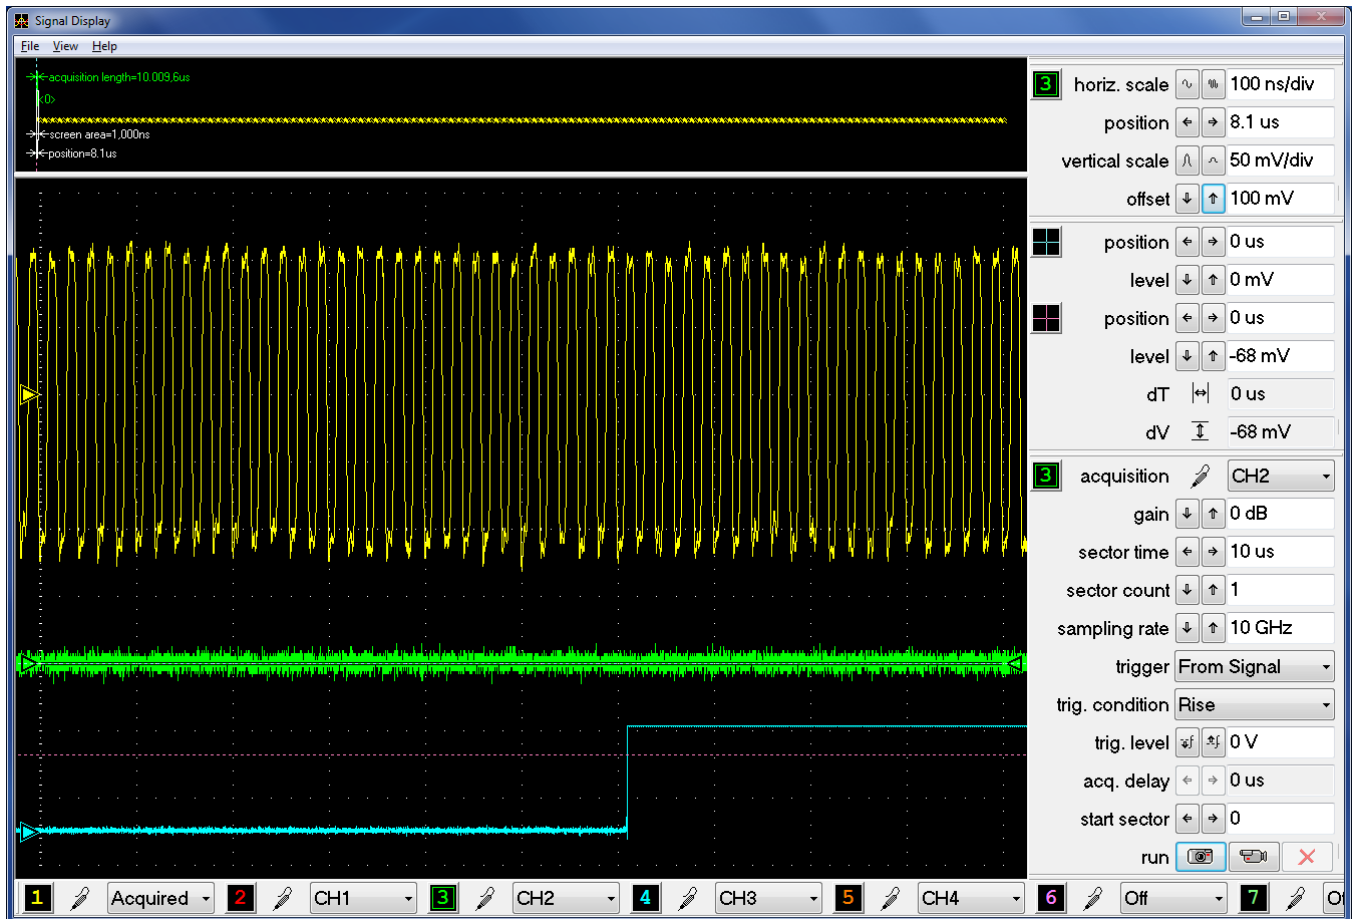 Signal Display
File View Help
acquisition length=10.009,6us
<0>
screen area=1,000ns
position=8.1us
3 horiz. scale 100 ns/div
position 8.1 us
vertical scale 50 mV/div
offset 100 mV
position 0 us
level 0 mV
position 0 us
level -68 mV
dT 0 us
dV -68 mV
3 acquisition CH2
gain 0 dB
sector time 10 us
sector count 1
sampling rate 10 GHz
trigger From Signal
trig. condition Rise
trig. level 0 V
acq. delay 0 us
start sector 0
run
1 Acquired 2 CH1 3 CH2 4 CH3 5 CH4 6 Off 7